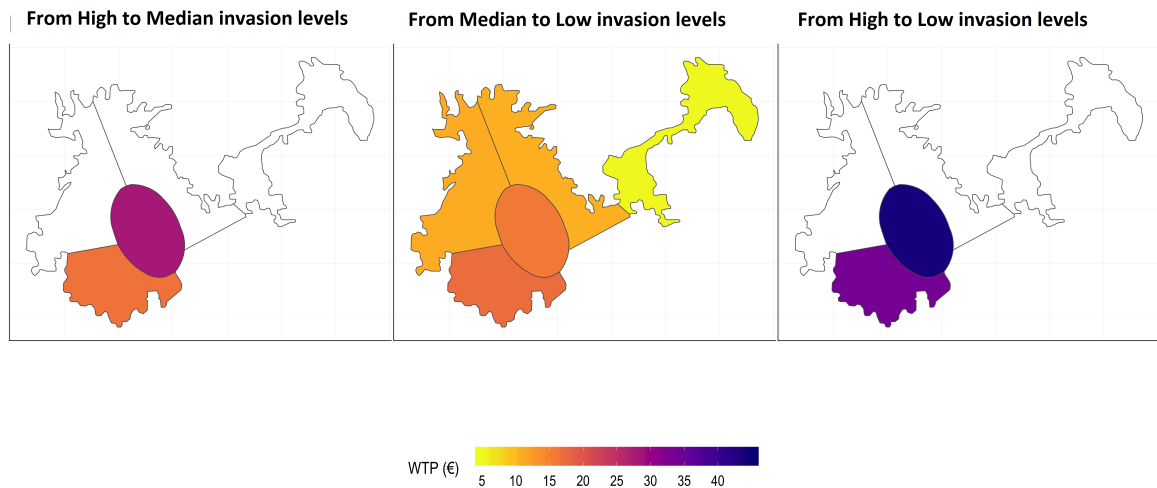 From High to Median invasion levels
From Median to Low invasion levels
From High to Low invasion levels
WTP (€)
5 10 15 20 25 30 35 40